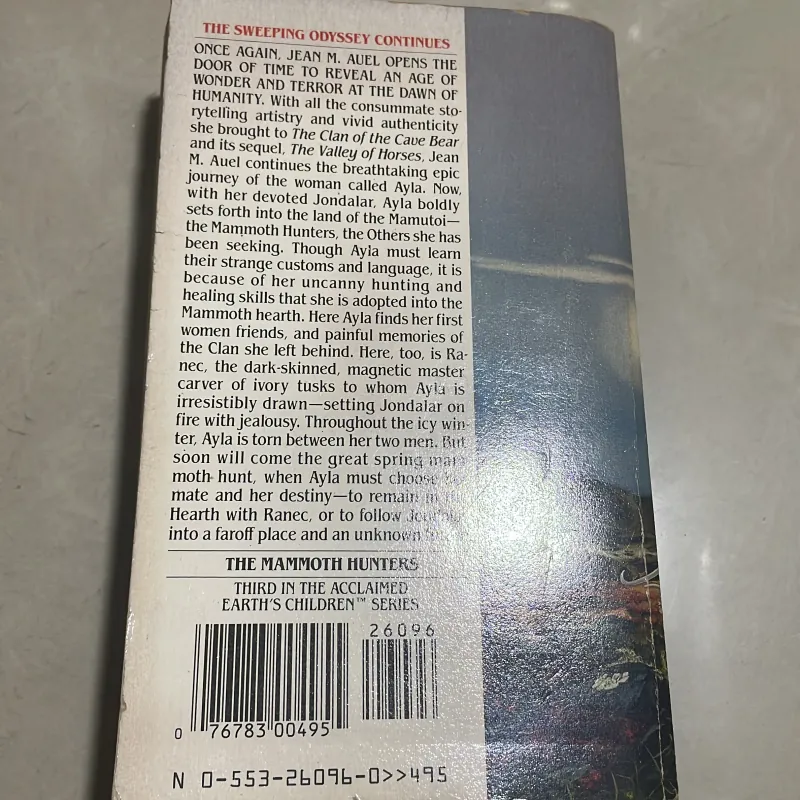 THE SWEEPING ODYSSEY CONTINUES
ONCE AGAIN, JEAN M. AUEL OPENS THE
DOOR OF TIME TO REVEAL AN AGE OF
WONDER AND TERROR AT THE DAWN OF
HUMANITY. With all the consummate sto-
rytelling artistry and vivid authenticity
she brought to The Clan of the Cave Bear
and its sequel, The Valley of Horses, Jean
M. Auel continues the breathtaking epic
journey of the woman called Ayla. Now,
with her devoted Jondalar, Ayla boldly
sets forth into the land of the Mamutoi—
the Mammoth Hunters, the Others she has
been seeking. Though Ayla must learn
their strange customs and language, it is
because of her uncanny hunting and
healing skills that she is adopted into the
Mammoth hearth. Here Ayla finds her first
women friends, and painful memories of
the Clan she left behind. Here, too, is Ra-
nec, the dark-skinned, magnetic master
carver of ivory tusks to whom Ayla is
irresistibly drawn—setting Jondalar on
fire with jealousy. Throughout the icy win-
ter, Ayla is torn between her two men. But
soon will come the great spring mam-
moth hunt, when Ayla must choose her
mate and her destiny—to remain in the
Hearth with Ranec, or to follow Jondalar
into a faroff place and an unknown
THE MAMMOTH HUNTERS
THIRD IN THE ACCLAIMED
EARTH'S CHILDREN™ SERIES
26096
0 76783 00495
N 0-553-26096-0>>495